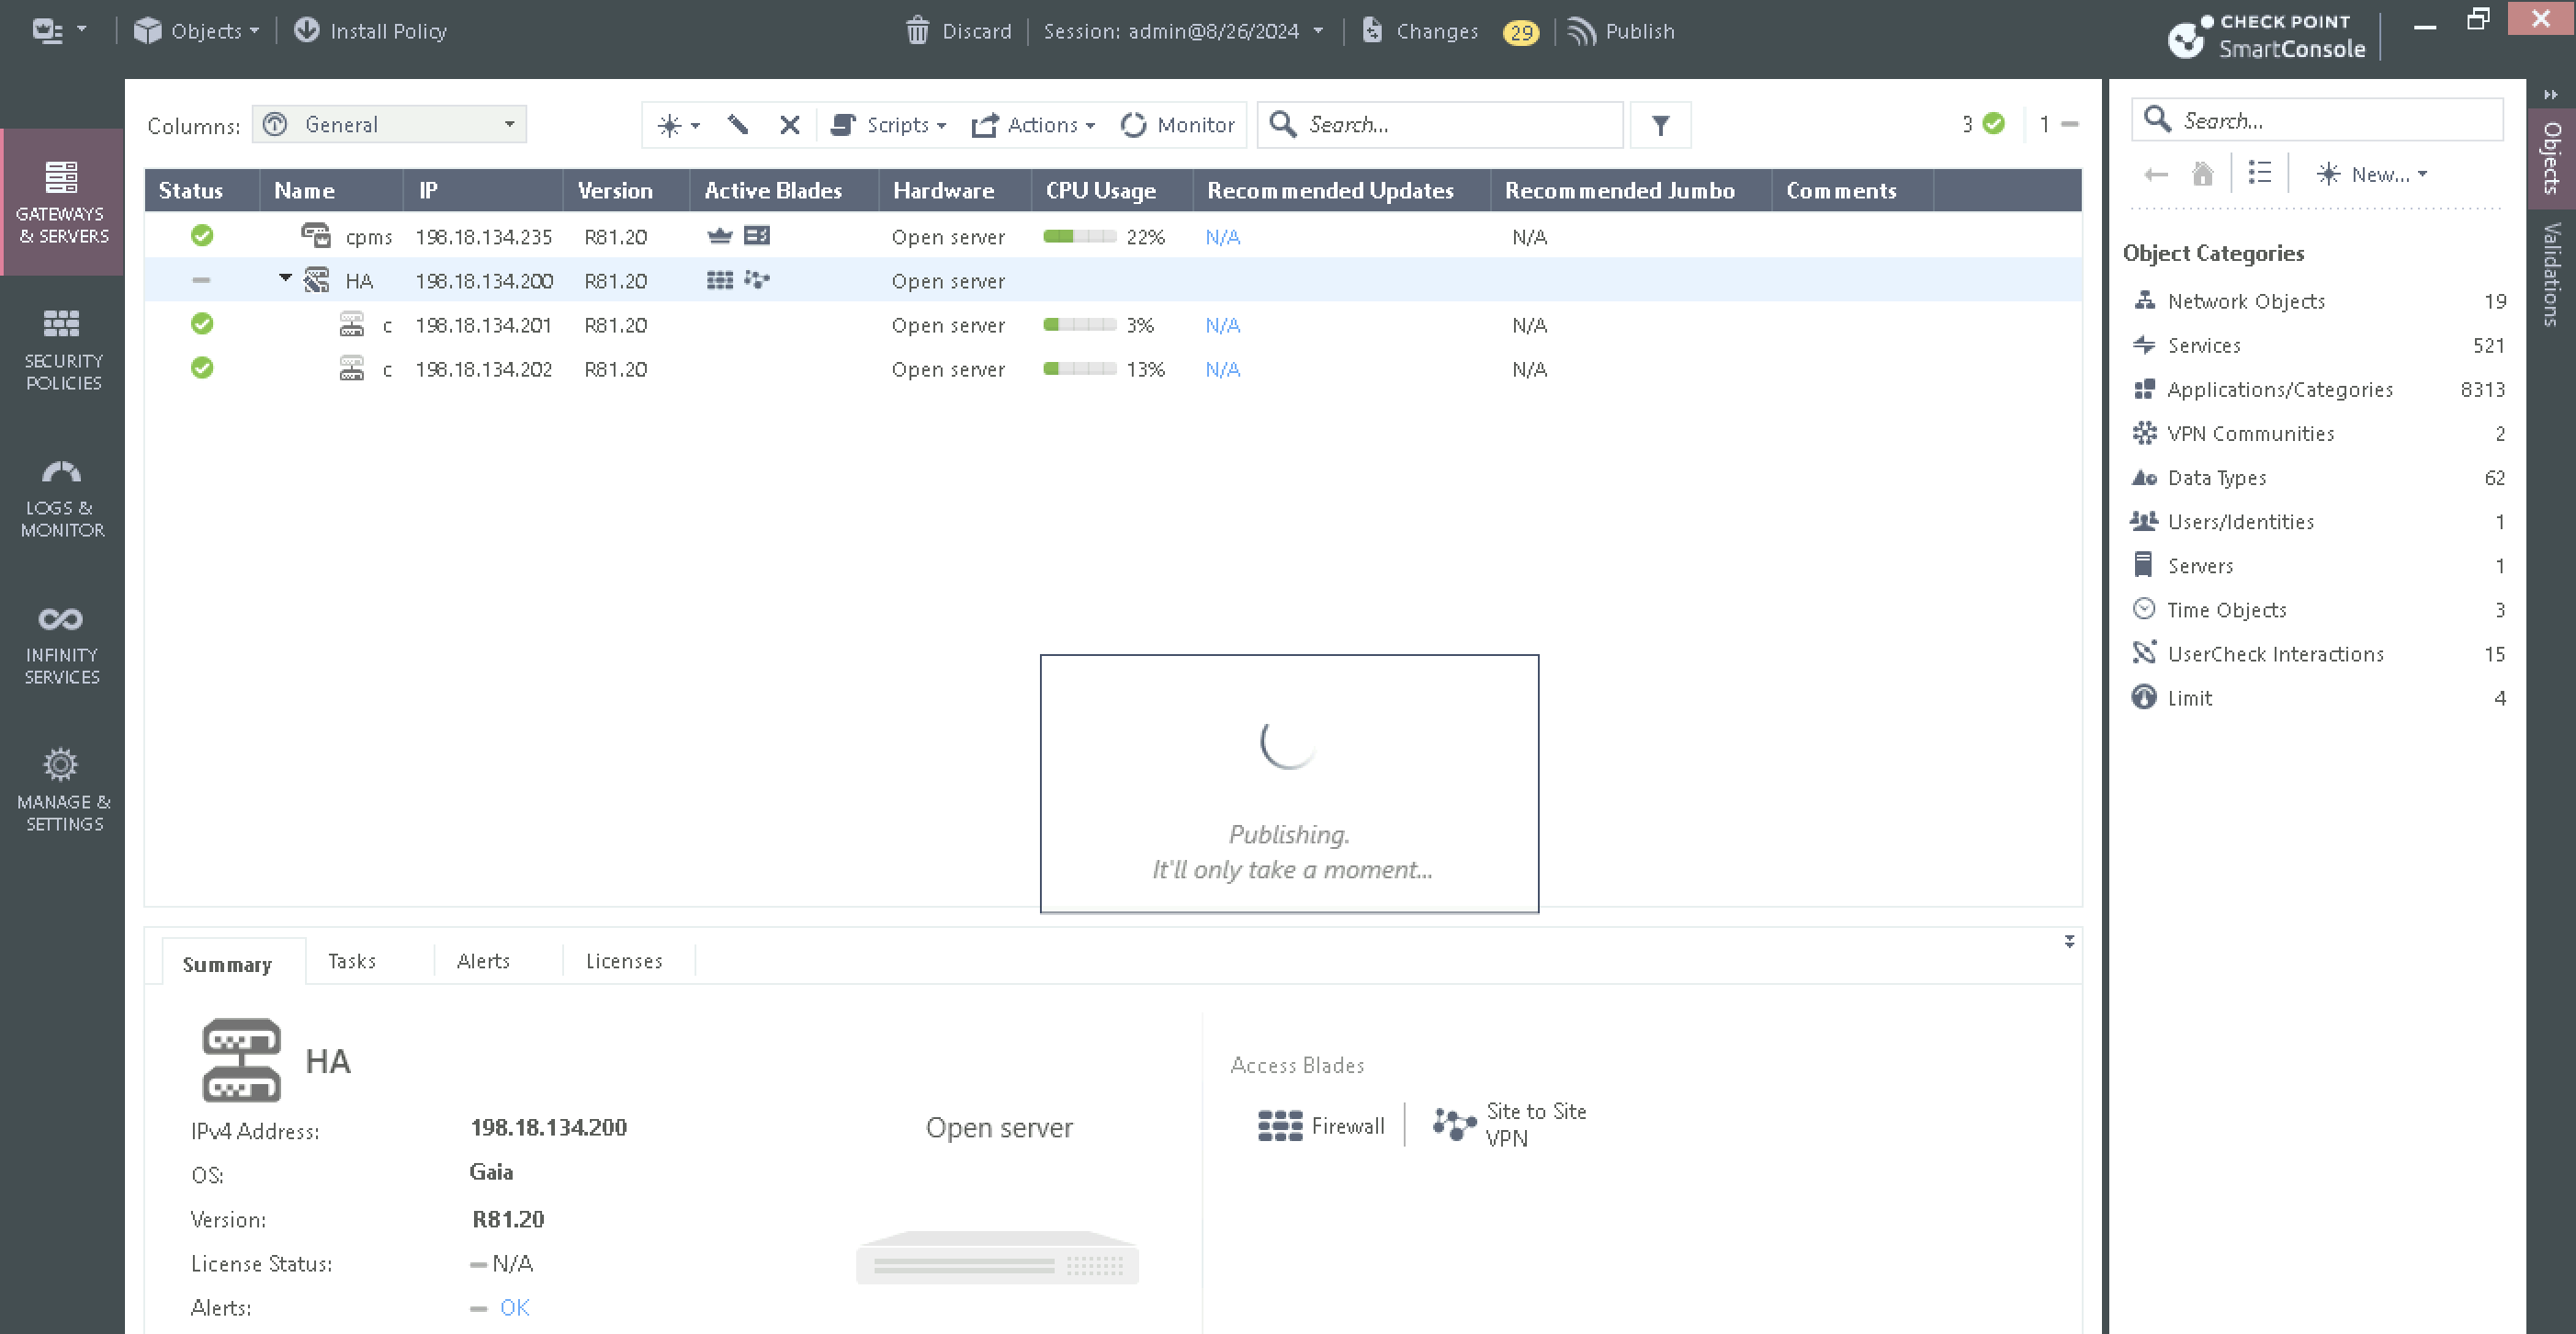 Objects
Install Policy
Discard
Session: admin@8/26/2024
Changes
29
Publish
CHECK POINT
SmartConsole
Columns:
General
Scripts
Actions
Monitor
Search...
3
1
Status
Name
IP
Version
Active Blades
Hardware
CPU Usage
Recommended Updates
Recommended Jumbo
Comments
cpms 198.18.134.235 R81.20 Open server 22% N/A N/A
HA 198.18.134.200 R81.20 Open server
c 198.18.134.201 R81.20 Open server 3% N/A N/A
c 198.18.134.202 R81.20 Open server 13% N/A N/A
GATEWAYS
& SERVERS
SECURITY
POLICIES
LOGS &
MONITOR
INFINITY
SERVICES
MANAGE &
SETTINGS
Publishing.
It'll only take a moment...
Summary
Tasks
Alerts
Licenses
HA
IPv4 Address: 198.18.134.200
OS: Gaia
Version: R81.20
License Status: N/A
Alerts: OK
Open server
Access Blades
Firewall
Site to Site
VPN
Search...
New...
Object Categories
Network Objects 19
Services 521
Applications/Categories 8313
VPN Communities 2
Data Types 62
Users/Identities 1
Servers 1
Time Objects 3
UserCheck Interactions 15
Limit 4
Objects
Validations